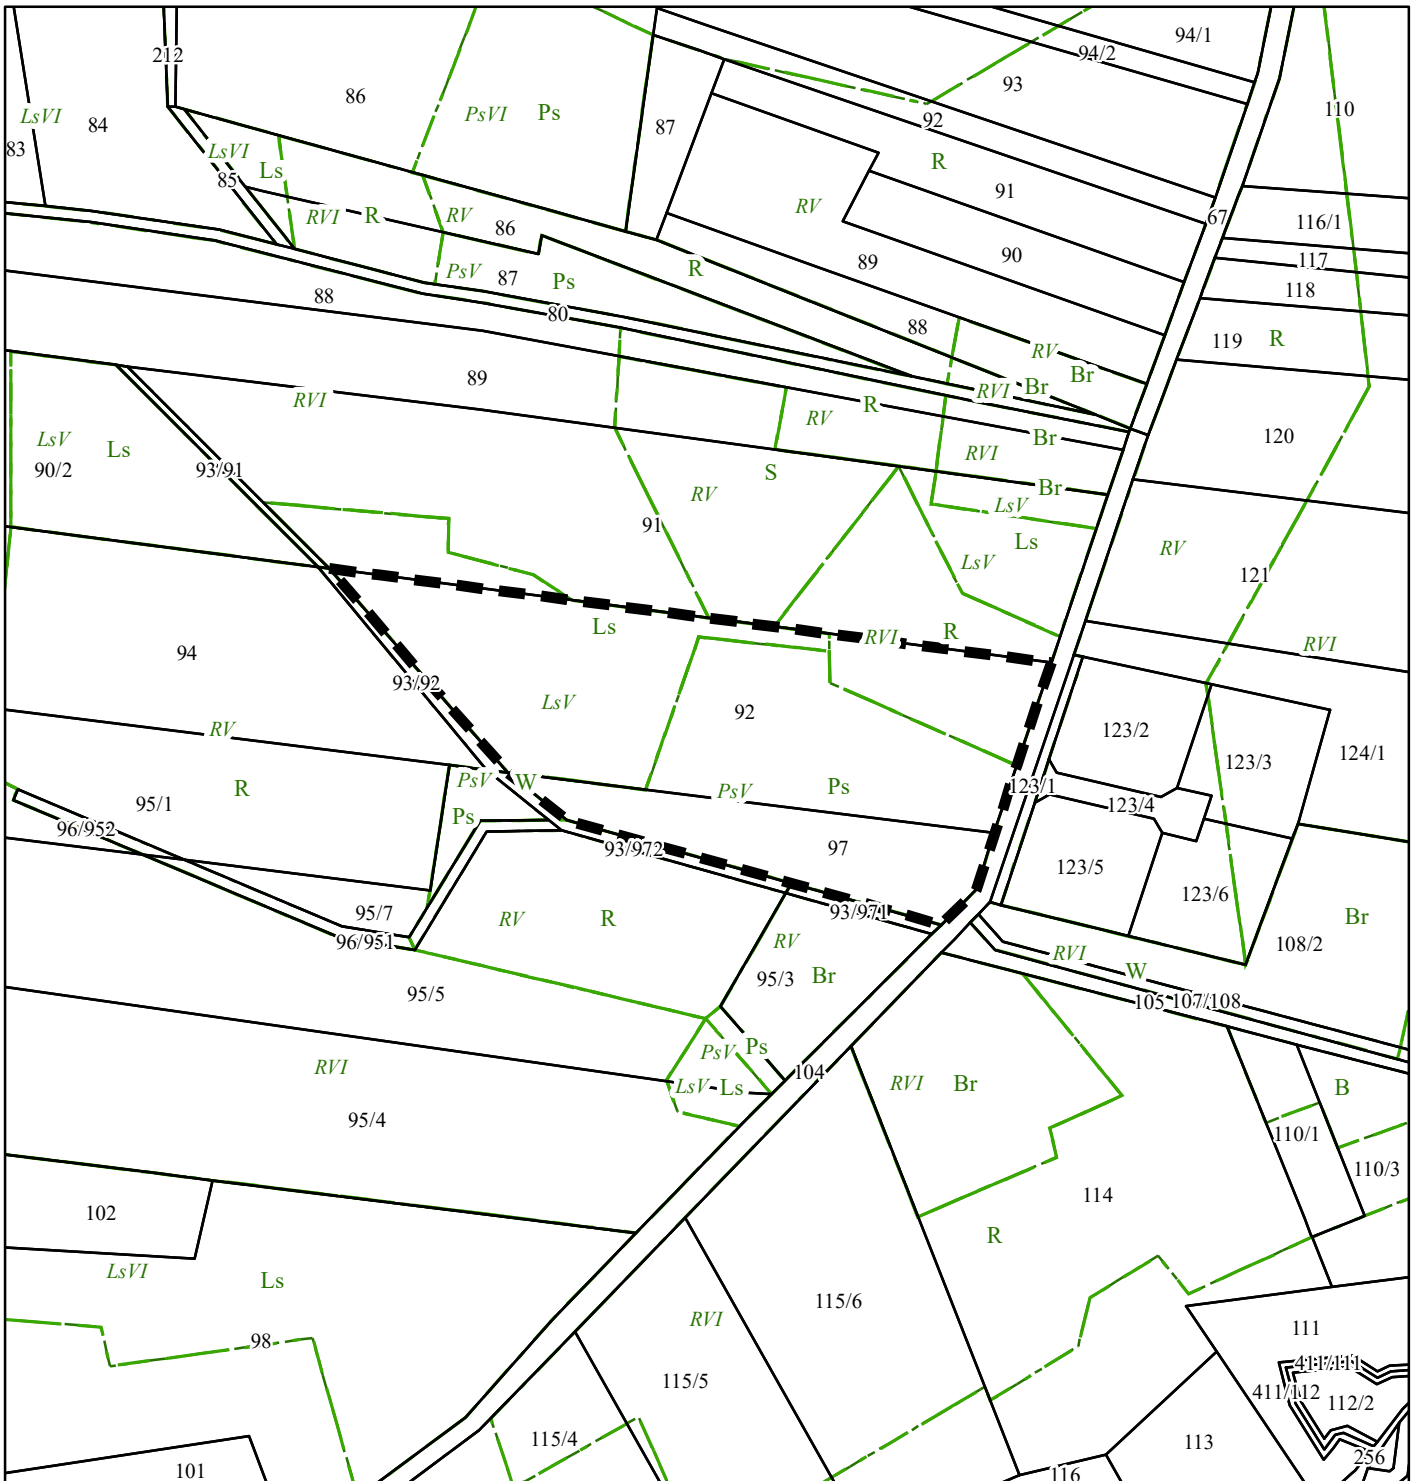 94/1
212
94/2
93
86
PsVI
Ps
110
LsVI
84
92
87
83
LsVI
R
Ls
85
91
RV
RVI
R
RV
86
67
116/1
90
89
117
PsV
87
Ps
R
118
88
80
88
119
R
RV
Br
89
RVI
Br
RVI
R
RV
Br
120
LsV
Ls
RVI
90/2
93/91
S
RV
Br
LsV
91
Ls
RV
LsV
121
Ls
RVI
R
RVI
94
93/92
LsV
92
RV
123/2
124/1
123/3
PsV
W
PsV
Ps
123/1
R
95/1
123/4
Ps
96/952
93/972
97
123/5
123/6
95/7
RV
R
93/971
Br
96/951
RV
108/2
RVI
W
95/3
Br
95/5
105
107/108
PsV
Ps
RVI
104
LsV
Ls
RVI
Br
B
95/4
110/1
110/3
114
102
R
LsVI
Ls
115/6
RVI
111
98
411/111
115/5
411/112
112/2
115/4
113
256
101
116